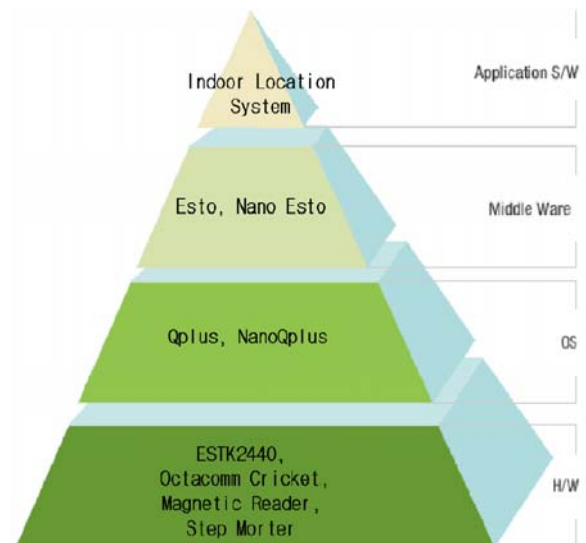 Indoor Location
System
Application S/W
Esto, Nano Esto
Middle Ware
Qplus, NanoQplus
OS
ESTK2440,
Octacomm Cricket,
Magnetic Reader,
Step Morter
H/W